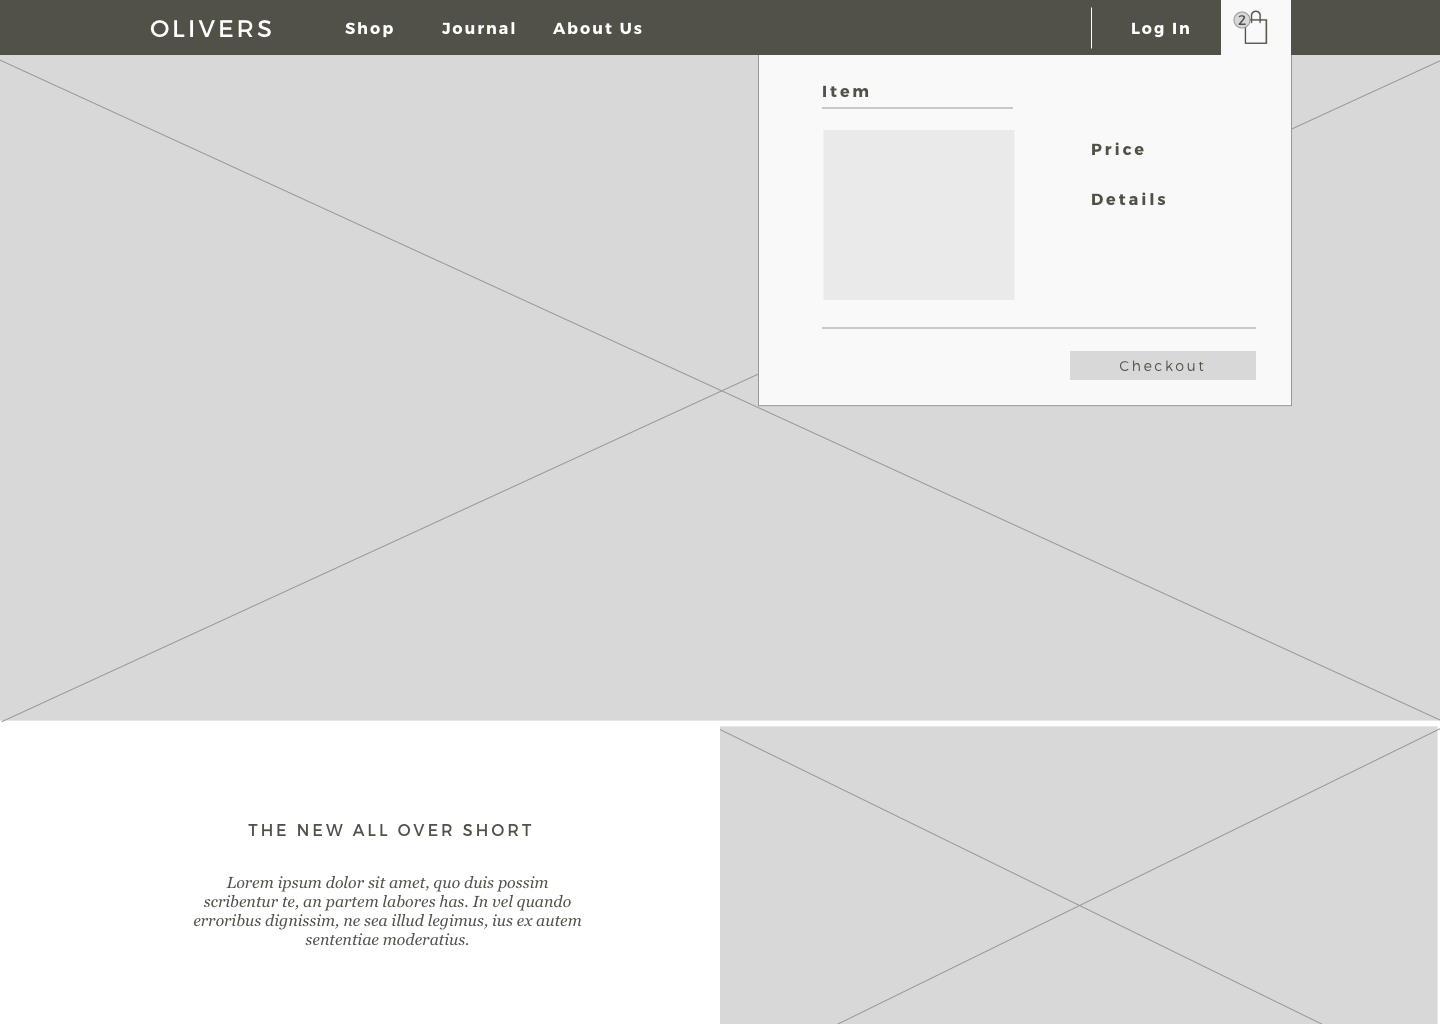 OLIVERS
Shop
Journal
About Us
Log In
2
Item
Price
Details
Checkout
THE NEW ALL OVER SHORT
Lorem ipsum dolor sit amet, quo duis possim
scribentur te, an partem labores has. In vel quando
erroribus dignissim, ne sea illud legimus, ius ex autem
sententiae moderatius.